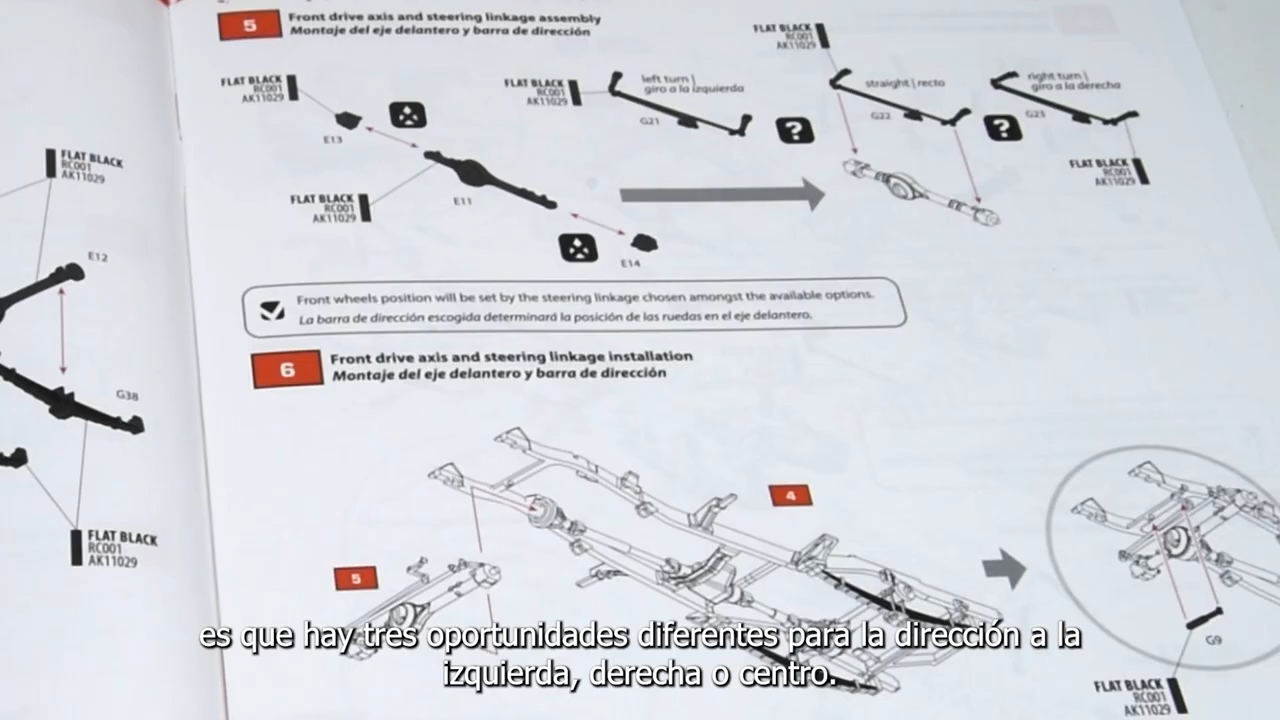 5
Front drive axis and steering linkage assembly
Montaje del eje delantero y barra de dirección
FLAT BLACK
RC001
AK11029
E13
FLAT BLACK
RC001
AK11029
E11
E14
FLAT BLACK
RC001
AK11029
left turn |
giro a la izquierda
G21
?
FLAT BLACK
RC001
AK11029
straight | recto
G22
?
right turn |
giro a la derecha
G23
FLAT BLACK
RC001
AK11029
FLAT BLACK
RC001
AK11029
E12
G38
FLAT BLACK
RC001
AK11029
Front wheels position will be set by the steering linkage chosen amongst the available options.
La barra de dirección escogida determinará la posición de las ruedas en el eje delantero.
6
Front drive axis and steering linkage installation
Montaje del eje delantero y barra de dirección
4
5
G9
FLAT BLACK
RC001
AK11029
es que hay tres oportunidades diferentes para la dirección a la
izquierda, derecha o centro.